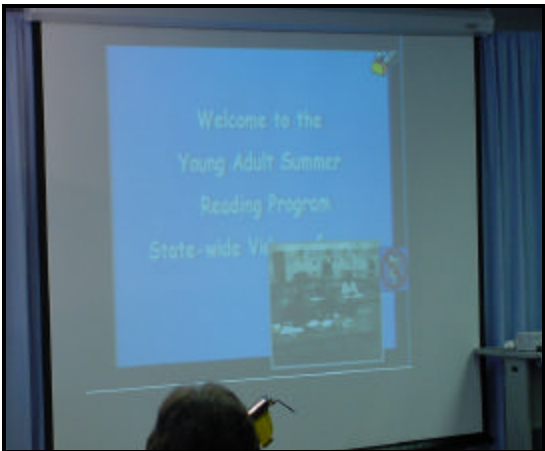 Welcome to the
Young Adult Summer
Reading Program
State-wide